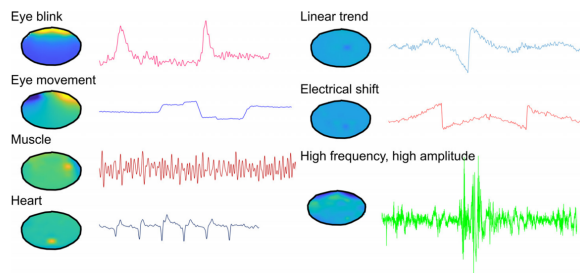 Eye blink
Eye movement
Muscle
Heart
Linear trend
Electrical shift
High frequency, high amplitude